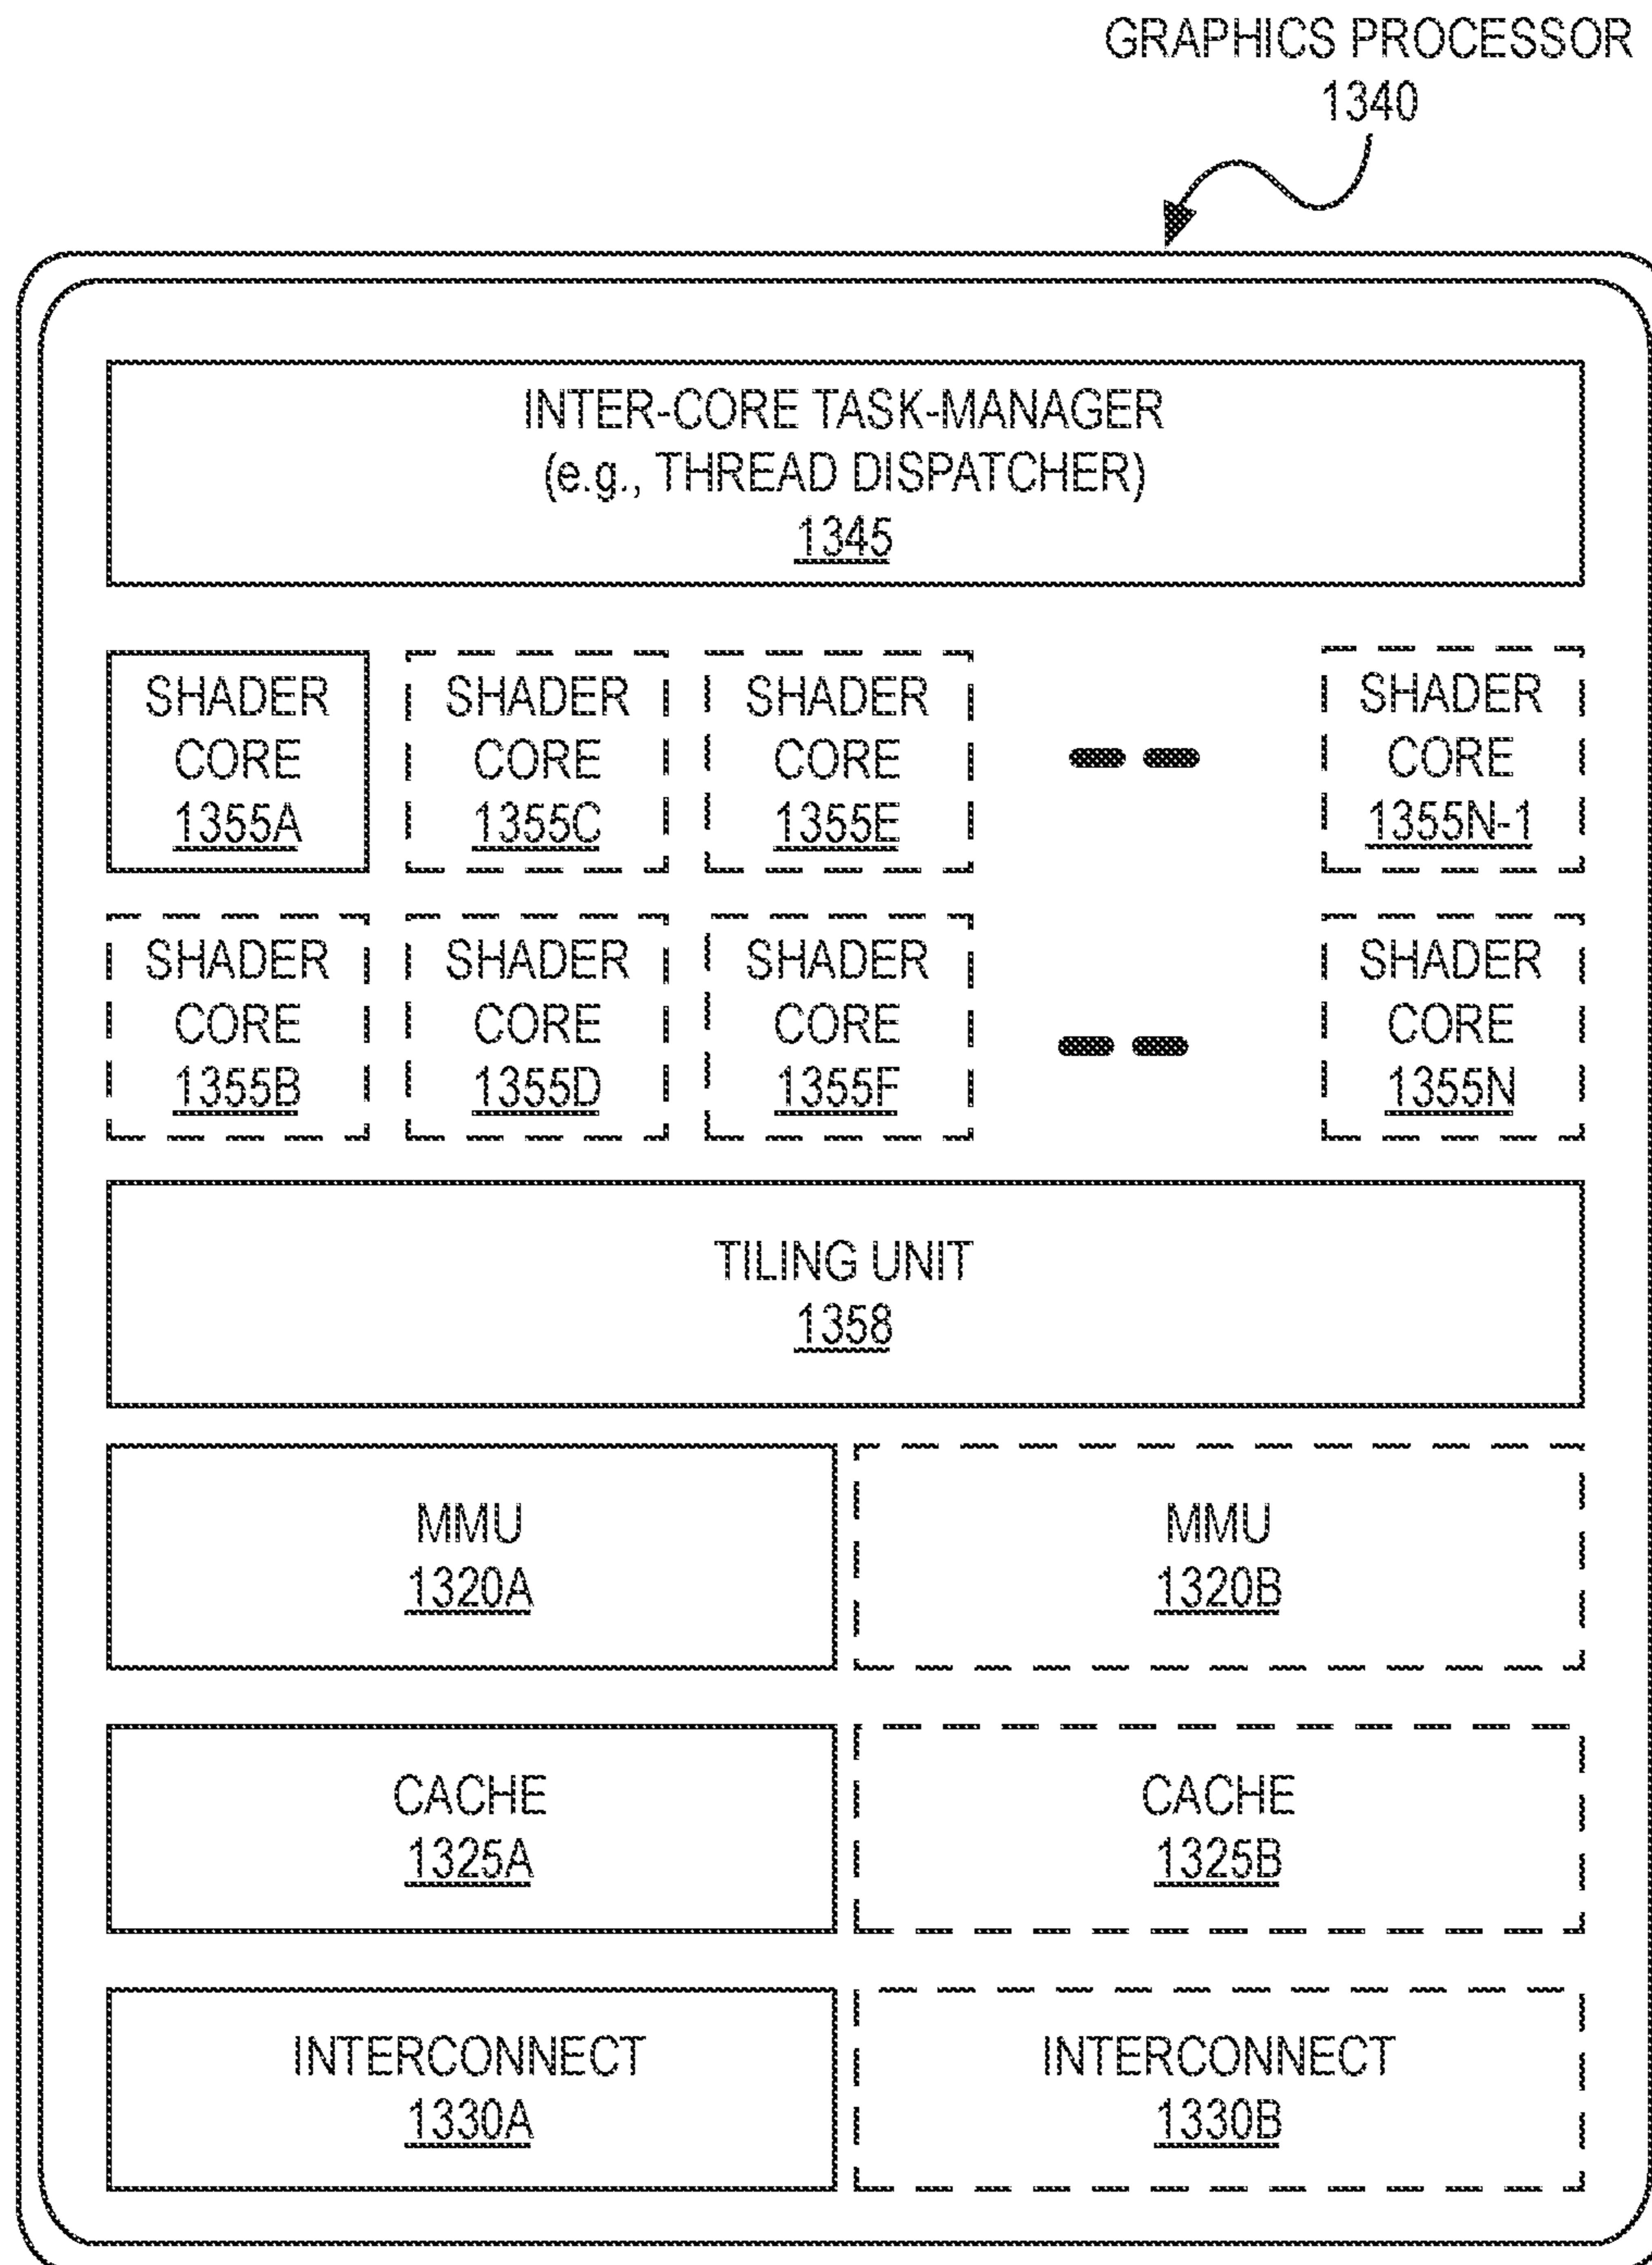 GRAPHICS PROCESSOR
1340
INTER-CORE TASK-MANAGER
(e.g., THREAD DISPATCHER)
1345
SHADER
CORE
1355A
SHADER
CORE
1355C
SHADER
CORE
1355E
SHADER
CORE
1355N-1
SHADER
CORE
1355B
SHADER
CORE
1355D
SHADER
CORE
1355F
SHADER
CORE
1355N
TILING UNIT
1358
MMU
1320A
MMU
1320B
CACHE
1325A
CACHE
1325B
INTERCONNECT
1330A
INTERCONNECT
1330B